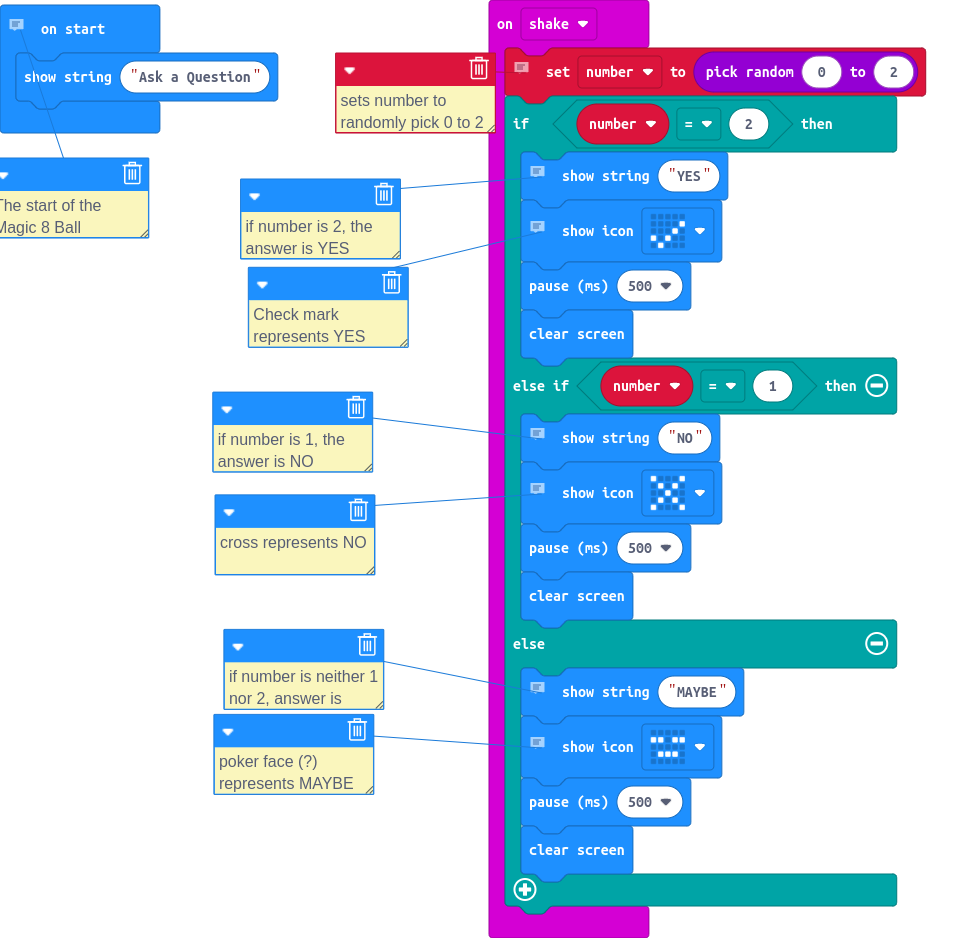 on start
show string "Ask a Question"
The start of the
Magic 8 Ball
on shake
set number to pick random 0 to 2
sets number to
randomly pick 0 to 2
if number = 2 then
show string "YES"
if number is 2, the
answer is YES
show icon
Check mark
represents YES
pause (ms) 500
clear screen
else if number = 1 then
show string "NO"
if number is 1, the
answer is NO
show icon
cross represents NO
pause (ms) 500
clear screen
else
show string "MAYBE"
if number is neither 1
nor 2, answer is
show icon
poker face (?)
represents MAYBE
pause (ms) 500
clear screen